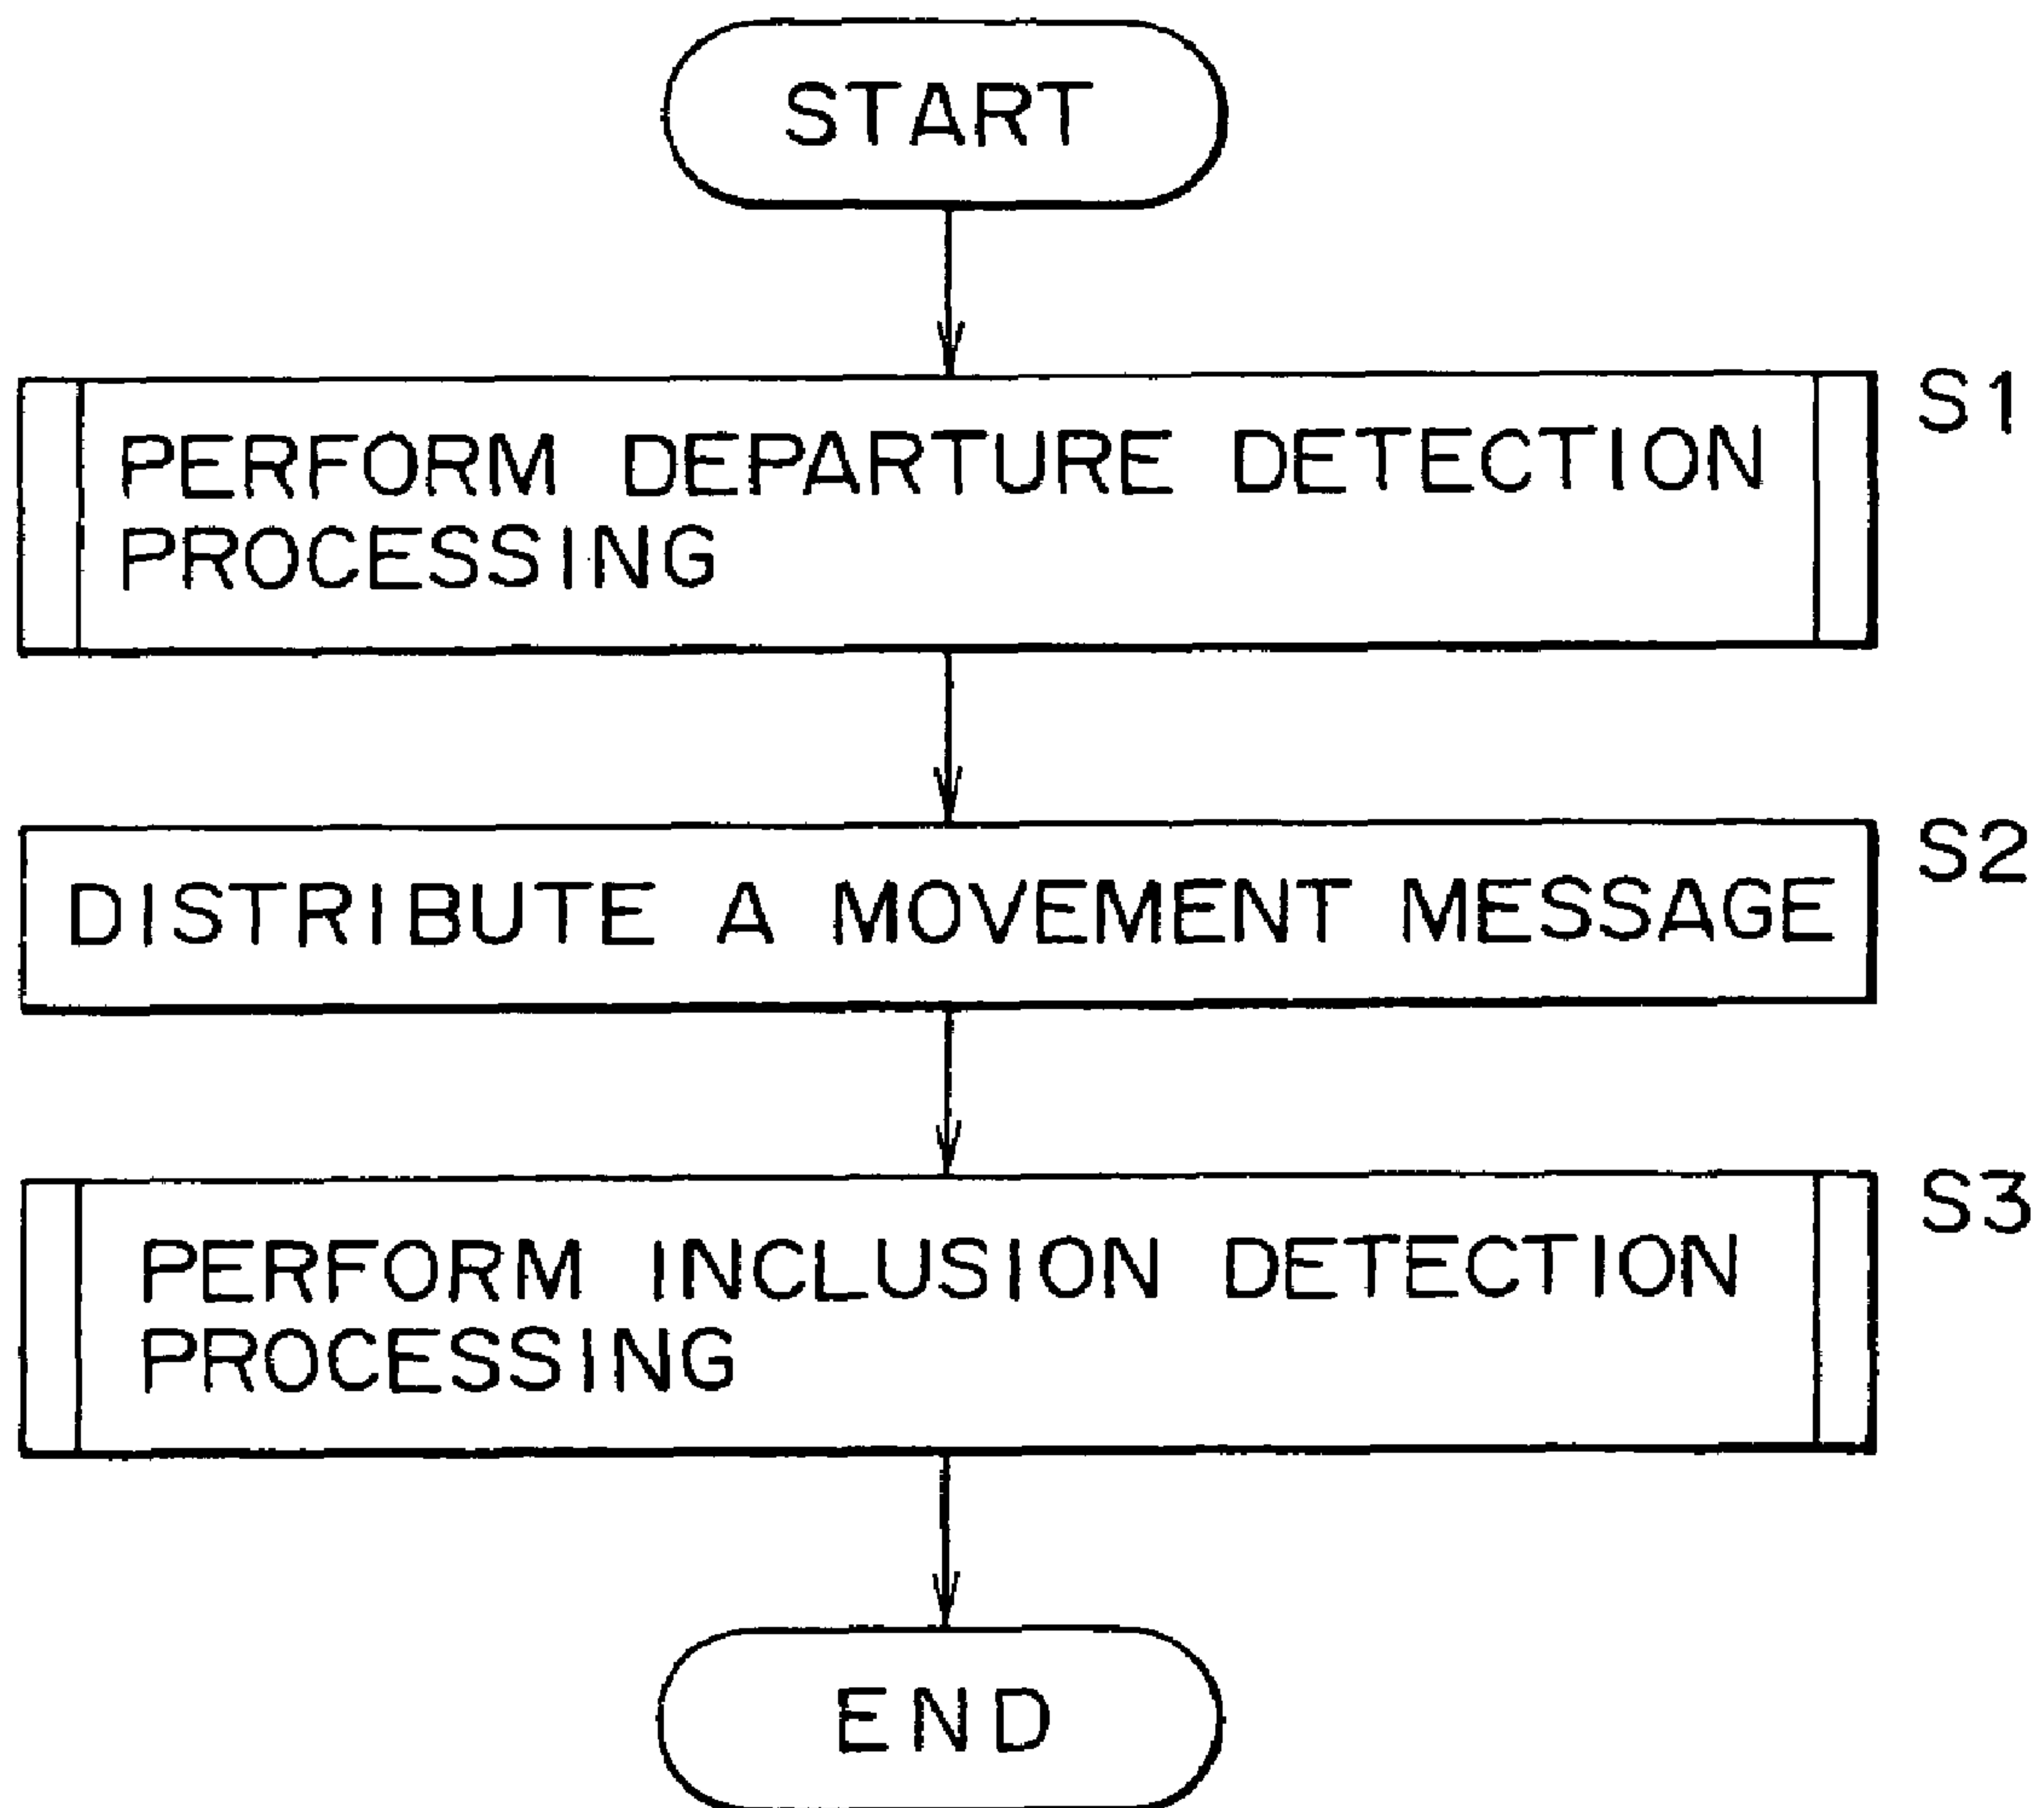 START
S1
PERFORM DEPARTURE DETECTION
PROCESSING
S2
DISTRIBUTE A MOVEMENT MESSAGE
S3
PERFORM INCLUSION DETECTION
PROCESSING
END